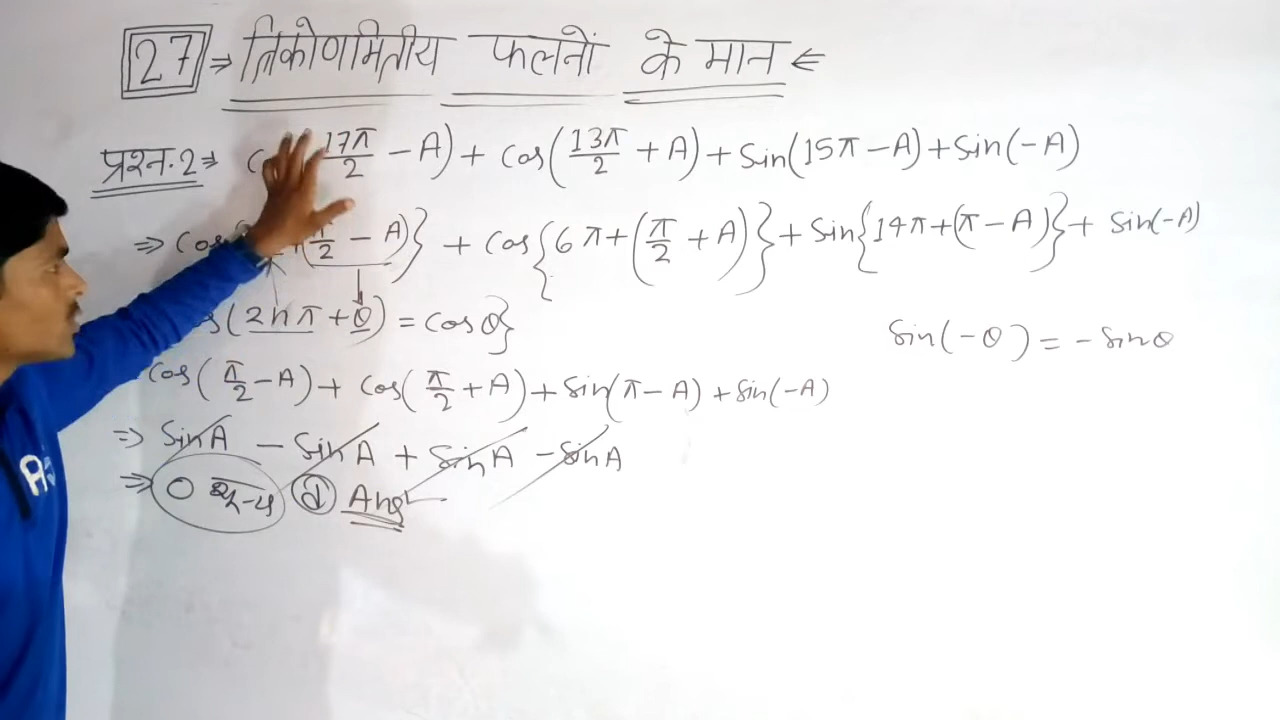 27 ⇒ त्रिकोणमितीय फलनों के मान ⇐
प्रश्न.2⇒ 17π/2 - A) + Cos(13π/2 + A) + Sin(15π - A) + Sin(-A)
⇒ Cos π/2 - A)} + Cos{6π+(π/2 + A)} + Sin{14π+(π - A)} + Sin(-A)
s(2nπ + θ) = Cosθ}
Sin(-θ) = - Sinθ
Cos(π/2 - A) + Cos(π/2 + A) + Sin(π - A) + Sin(-A)
⇒ SinA - SinA + SinA - SinA
⇒ 0 शून्य (d) Ans